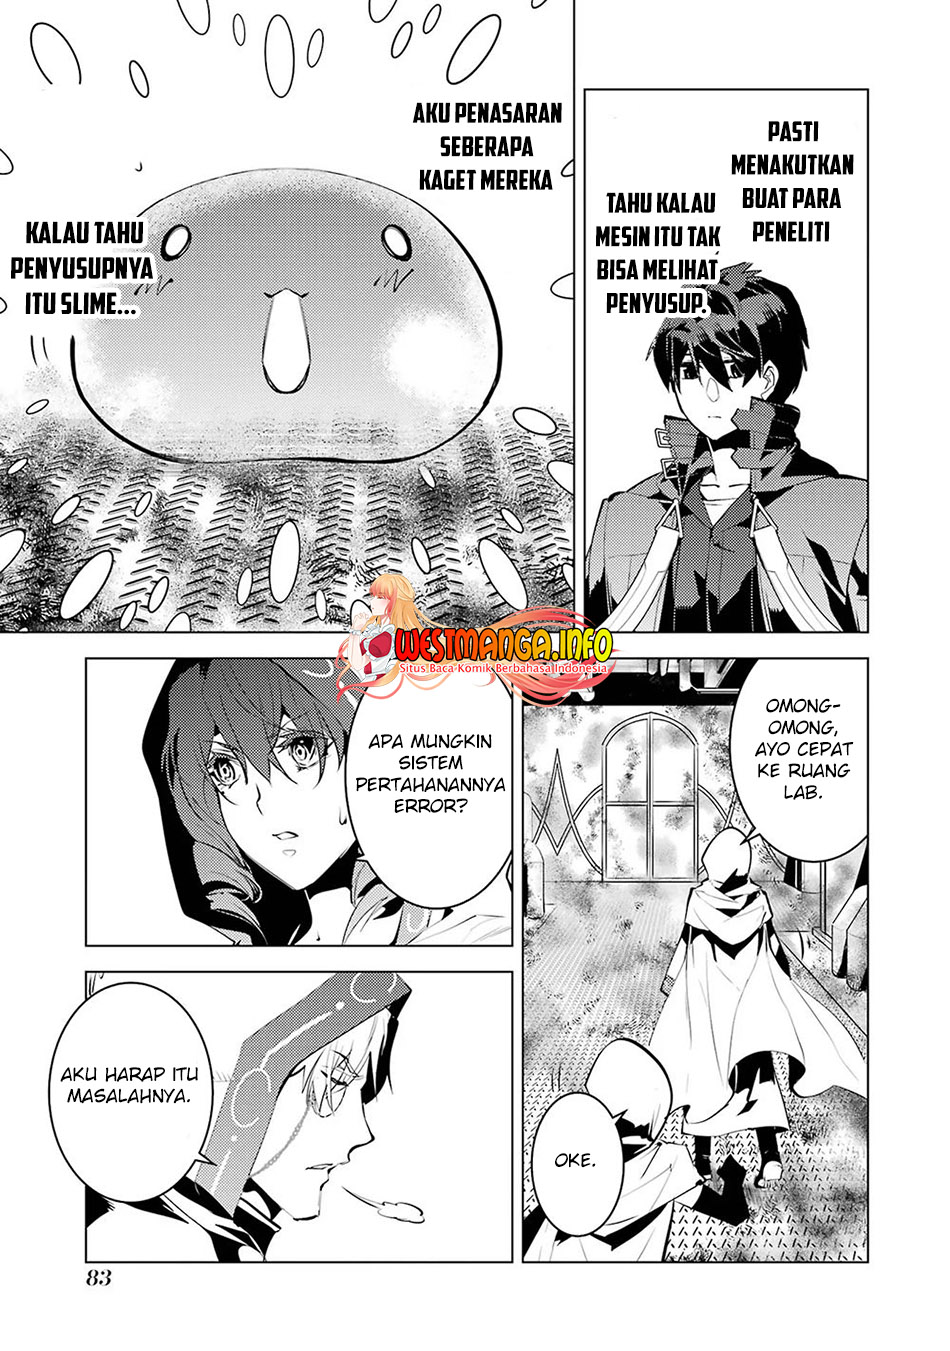 PASTI
MENAKUTKAN
BUAT PARA
PENELITI
TAHU KALAU
MESIN ITU TAK
BISA MELIHAT
PENYUSUP.
AKU PENASARAN
SEBERAPA
KAGET MEREKA
KALAU TAHU
PENYUSUPNYA
ITU SLIME...
WESTMANGA.INFO
Situs Baca Komik Berbahasa Indonesia
OMONG-
OMONG,
AYO CEPAT
KE RUANG
LAB.
OKE.
APA MUNGKIN
SISTEM
PERTAHANANNYA
ERROR?
AKU HARAP ITU
MASALAHNYA.
83